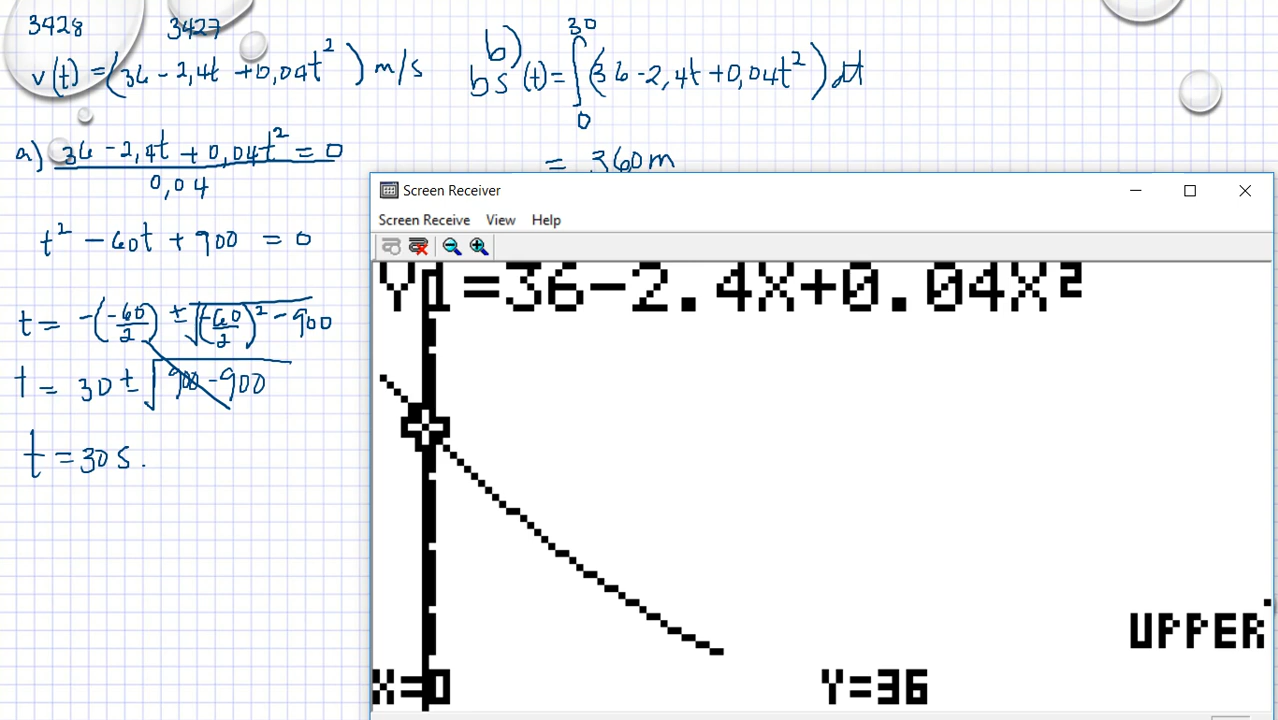 3428 3427
v(t) = (36 - 2,4t + 0,04t²) m/s
a) 36 - 2,4t + 0,04t² = 0
0,04
t² - 60t + 900 = 0
t = -(-60/2) ± √(-60/2)² - 900
t = 30 ± √900 - 900
t = 30 s.
b)
bs (t) = ∫₀³⁰ (36 - 2,4t + 0,04t²) dt
= 360 m
Screen Receiver
Screen Receive View Help
Y1=36-2.4X+0.04X²
UPPER
X=0 Y=36